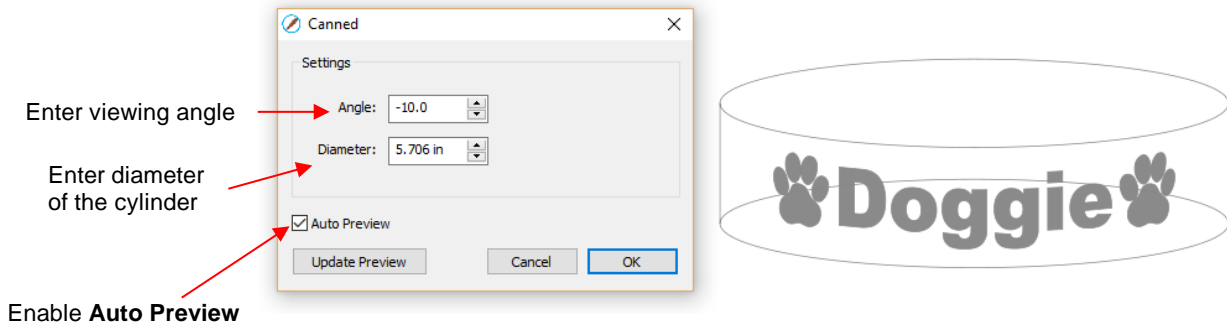 Canned
Settings
Enter viewing angle
Angle: -10.0
Diameter: 5.706 in
Enter diameter
of the cylinder
Auto Preview
Update Preview Cancel OK
Enable Auto Preview
Doggie